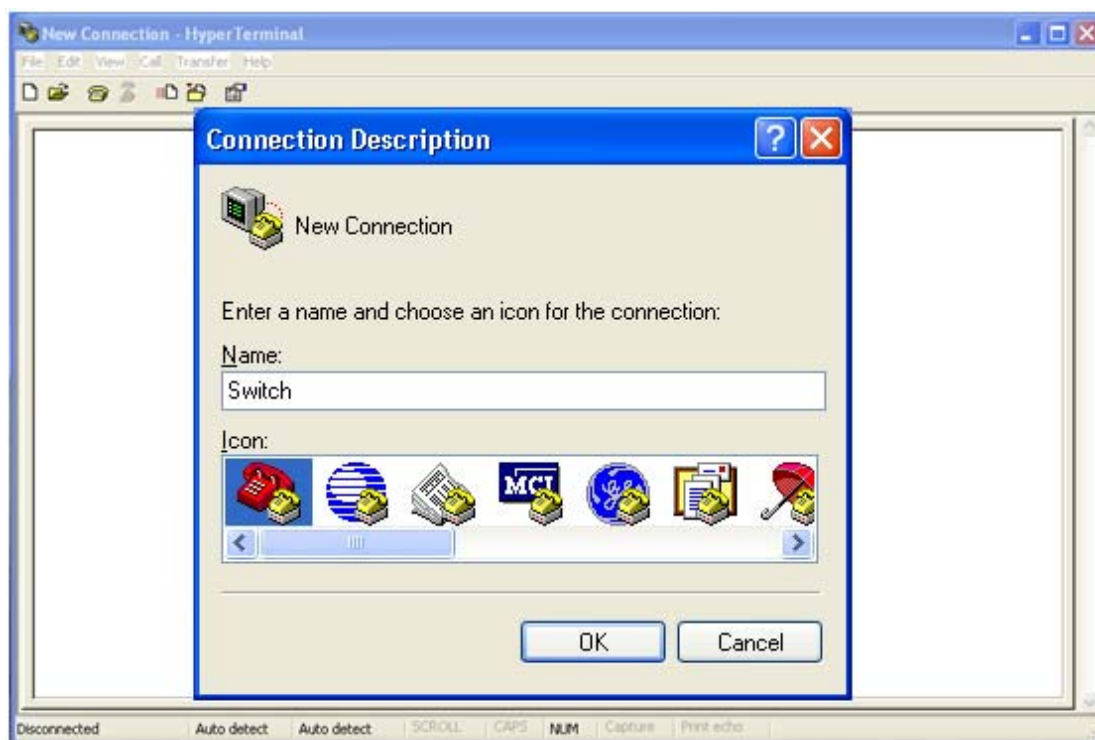 New Connection - HyperTerminal
File Edit View Call Transfer Help
Connection Description
New Connection
Enter a name and choose an icon for the connection:
Name:
Switch
Icon:
MCI
OK Cancel
Disconnected Auto detect Auto detect SCROLL CAPS NUM Capture Print echo